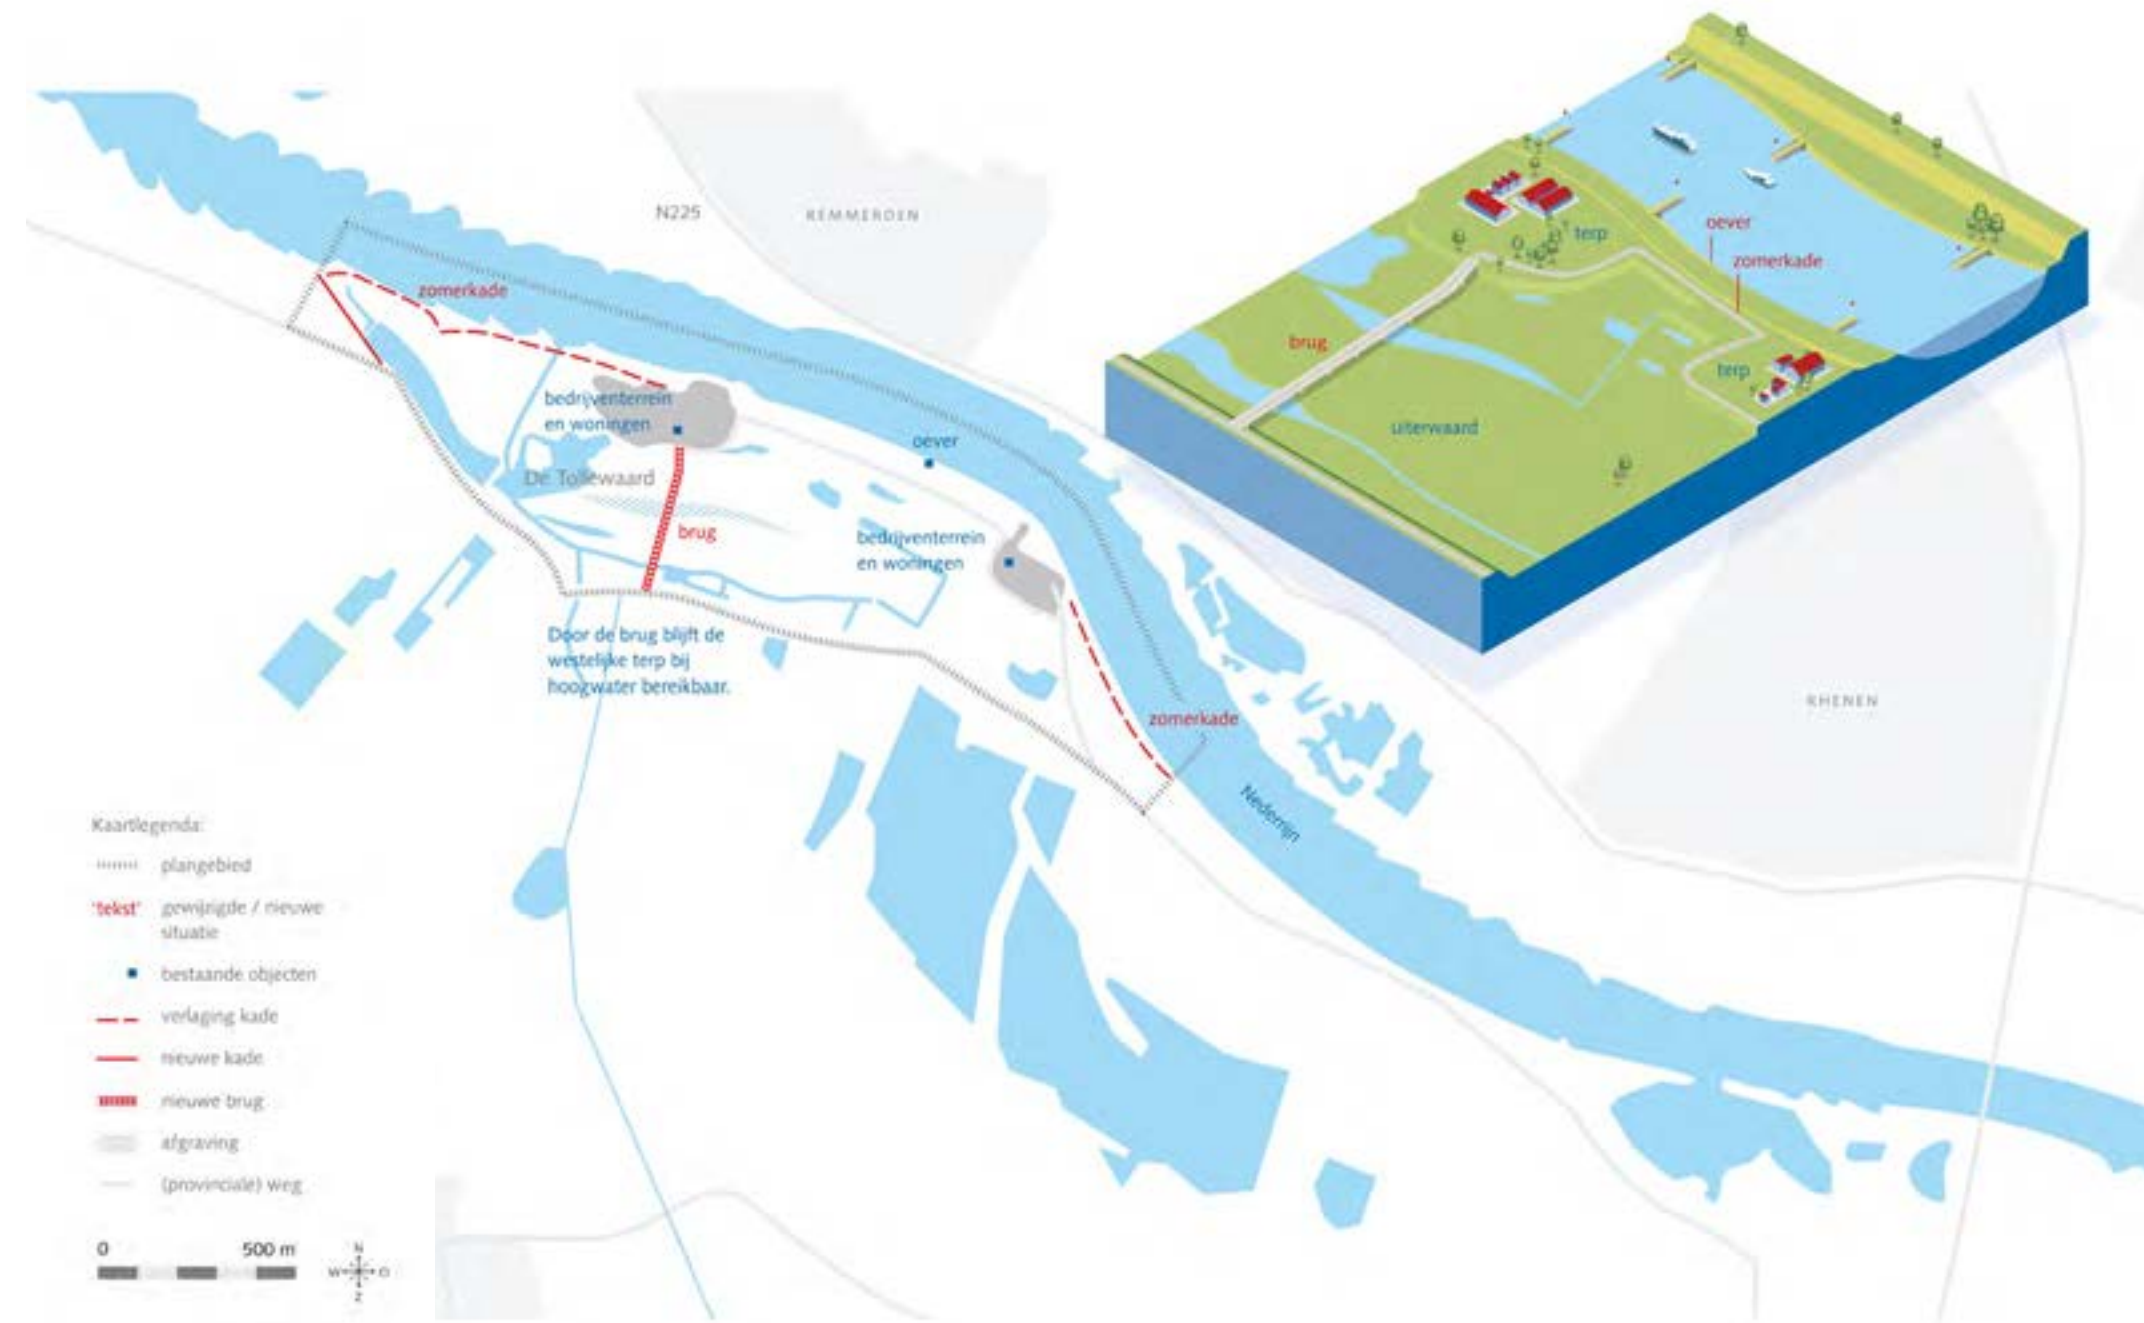 N225
REMMERDEN
zomerkade
bedrijventerrein
en woningen
oever
De Tollewaard
brug
bedrijventerrein
en woningen
Door de brug blijft de
westelijke terp bij
hoogwater bereikbaar.
zomerkade
Nederrijn
RHENEN
oever
terp
zomerkade
brug
terp
uiterwaard
Kaartlegenda:
plangebied
'tekst' gewijzigde / nieuwe
situatie
bestaande objecten
verlaging kade
nieuwe kade
nieuwe brug
afgraving
(provinciale) weg
0 500 m
N
W O
Z